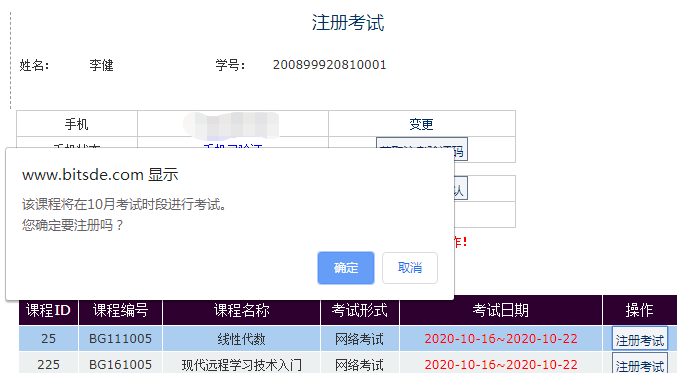 注册考试
姓名： 李健 学号： 200899920810001
手机 变更
www.bitsde.com 显示
该课程将在10月考试时段进行考试。
您确定要注册吗？
作!
确定 取消
课程ID 课程编号 课程名称 考试形式 考试日期 操作
25 BG111005 线性代数 网络考试 2020-10-16~2020-10-22 注册考试
225 BG161005 现代远程学习技术入门 网络考试 2020-10-16~2020-10-22 注册考试